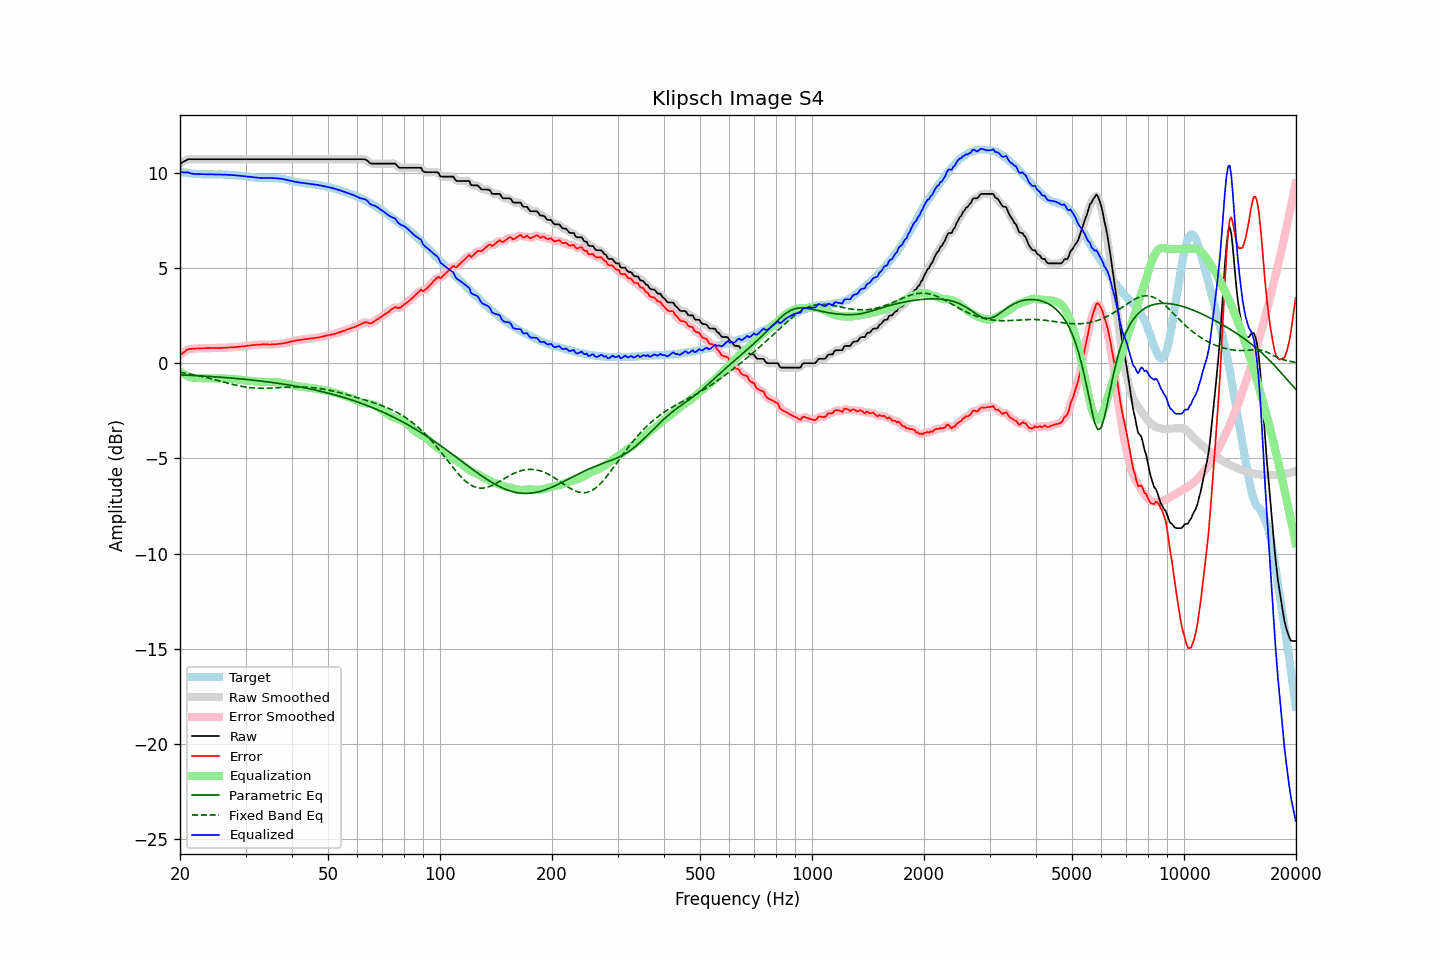 Klipsch Image S4
Amplitude (dBr)
10
5
0
−5
−10
−15
−20
−25
Target
Raw Smoothed
Error Smoothed
Raw
Error
Equalization
Parametric Eq
Fixed Band Eq
Equalized
20 50 100 200 500 1000 2000 5000 10000 20000
Frequency (Hz)